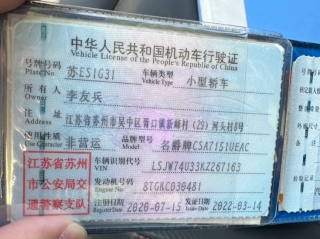 中华人民共和国机动车行驶证
Vehicle License of the People's Republic of China
号牌号码 苏ES1G31 车辆类型 小型轿车
Plate No. Vehicle Type
所有人 李友兵
Owner
住址 江苏省苏州市吴中区胥口镇新峰村(29)河头村8号
使用性质 非营运 品牌型号 名爵牌CSA7151UEAC
江苏省苏州市公安局交通警察支队
车辆识别代号 LSJW74U33KZ267163
VIN
发动机号码 8TGKC030481
注册日期 2020-07-15 发证日期 2022-03-14